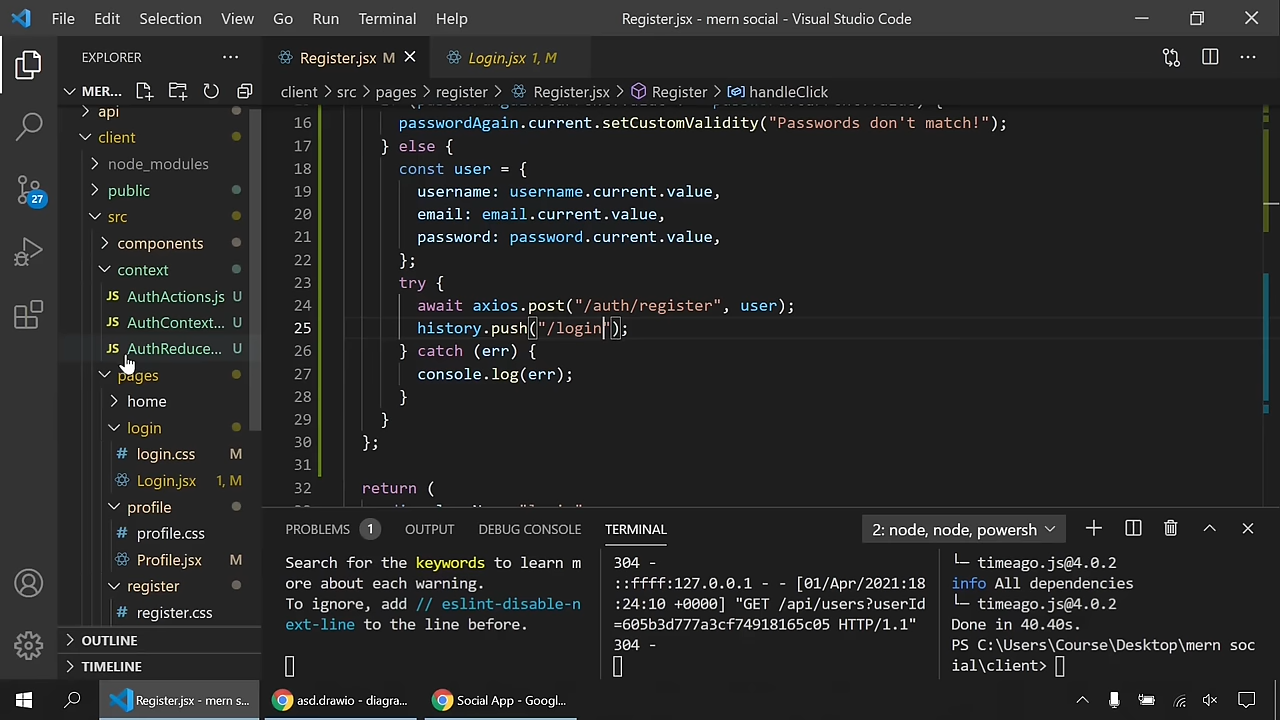 File Edit Selection View Go Run Terminal Help Register.jsx - mern social - Visual Studio Code
EXPLORER
Register.jsx M
Login.jsx 1, M
MER...
client > src > pages > register > Register.jsx > Register > handleClick
api
client
node_modules
public
src
components
context
JS AuthActions.js U
JS AuthContext... U
JS AuthReduce... U
pages
home
login
# login.css M
Login.jsx 1, M
profile
# profile.css
Profile.jsx M
register
# register.css
OUTLINE
TIMELINE
27
16 passwordAgain.current.setCustomValidity("Passwords don't match!");
17 } else {
18 const user = {
19 username: username.current.value,
20 email: email.current.value,
21 password: password.current.value,
22 };
23 try {
24 await axios.post("/auth/register", user);
25 history.push("/login");
26 } catch (err) {
27 console.log(err);
28 }
29 }
30 };
31
32 return (
PROBLEMS 1 OUTPUT DEBUG CONSOLE TERMINAL 2: node, node, powersh
Search for the keywords to learn m
ore about each warning.
To ignore, add // eslint-disable-n
ext-line to the line before.
304 -
::ffff:127.0.0.1 - - [01/Apr/2021:18
:24:10 +0000] "GET /api/users?userId
=605b3d777a3cf74918165c05 HTTP/1.1"
304 -
└─ timeago.js@4.0.2
info All dependencies
└─ timeago.js@4.0.2
Done in 40.40s.
PS C:\Users\Course\Desktop\mern soc
ial\client>
Register.jsx - mern s...
asd.drawio - diagra...
Social App - Googl...